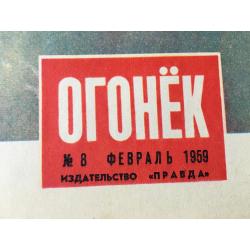 ОГОНЁК
№ 8 ФЕВРАЛЬ 1959
ИЗДАТЕЛЬСТВО «ПРАВДА»